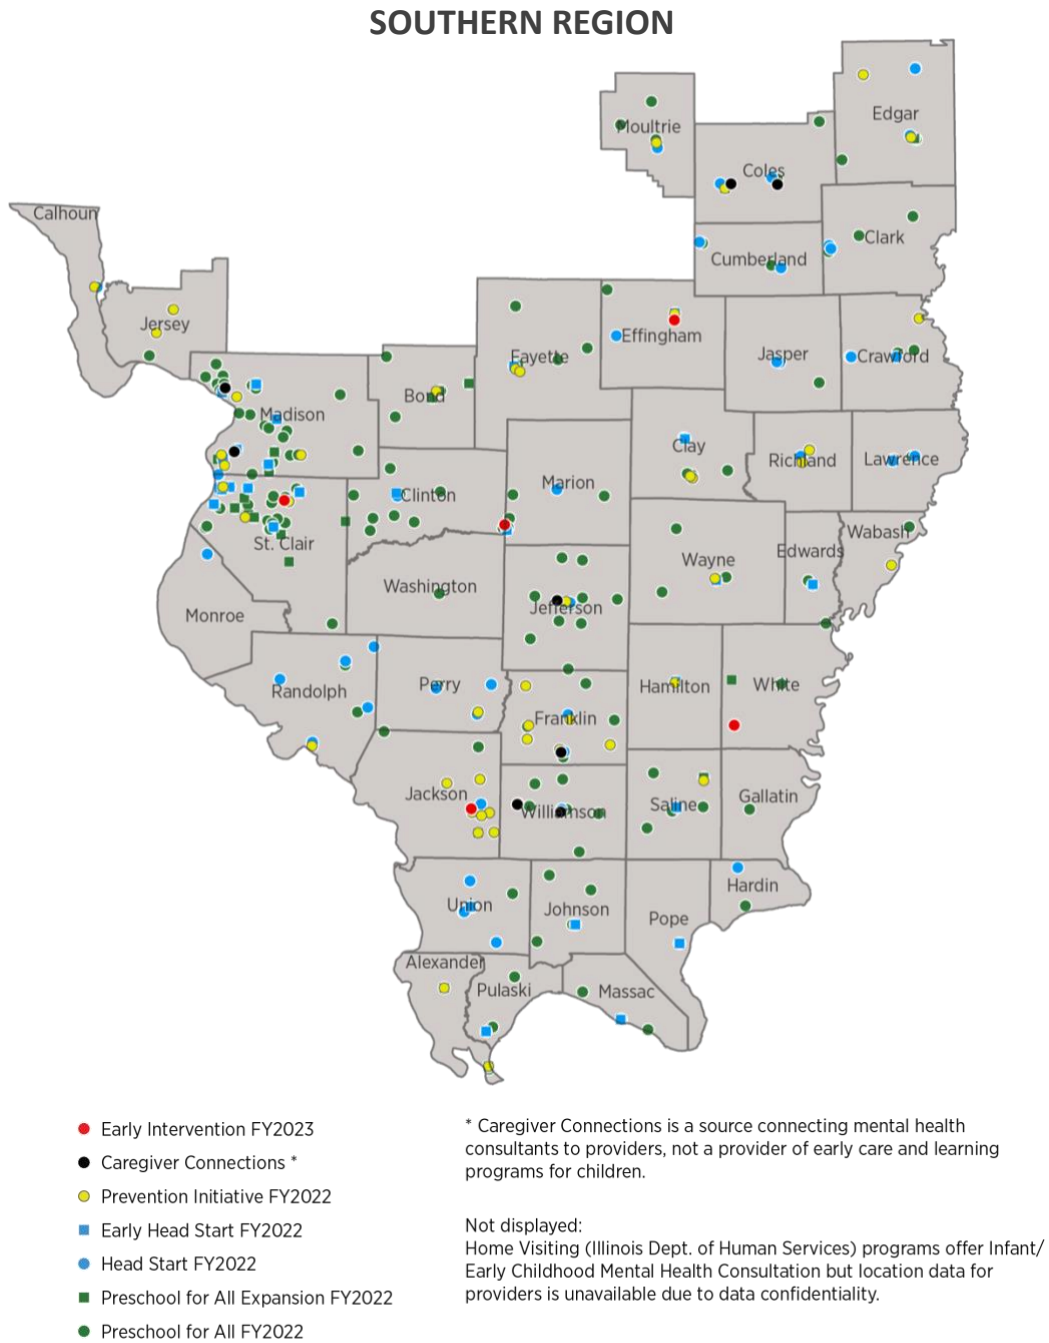 SOUTHERN REGION
Edgar
Moultrie
Coles
Calhoun
Clark
Cumberland
Jersey
Effingham
Fayette
Jasper
Crawford
Bond
Madison
Clay
Richland
Lawrence
Marion
Clinton
Wabash
St. Clair
Edwards
Wayne
Washington
Jefferson
Monroe
Perry
Hamilton
White
Randolph
Franklin
Jackson
Saline
Gallatin
Williamson
Hardin
Union
Johnson
Pope
Alexander
Pulaski
Massac
Early Intervention FY2023
Caregiver Connections *
Prevention Initiative FY2022
Early Head Start FY2022
Head Start FY2022
Preschool for All Expansion FY2022
Preschool for All FY2022
* Caregiver Connections is a source connecting mental health
consultants to providers, not a provider of early care and learning
programs for children.
Not displayed:
Home Visiting (Illinois Dept. of Human Services) programs offer Infant/
Early Childhood Mental Health Consultation but location data for
providers is unavailable due to data confidentiality.